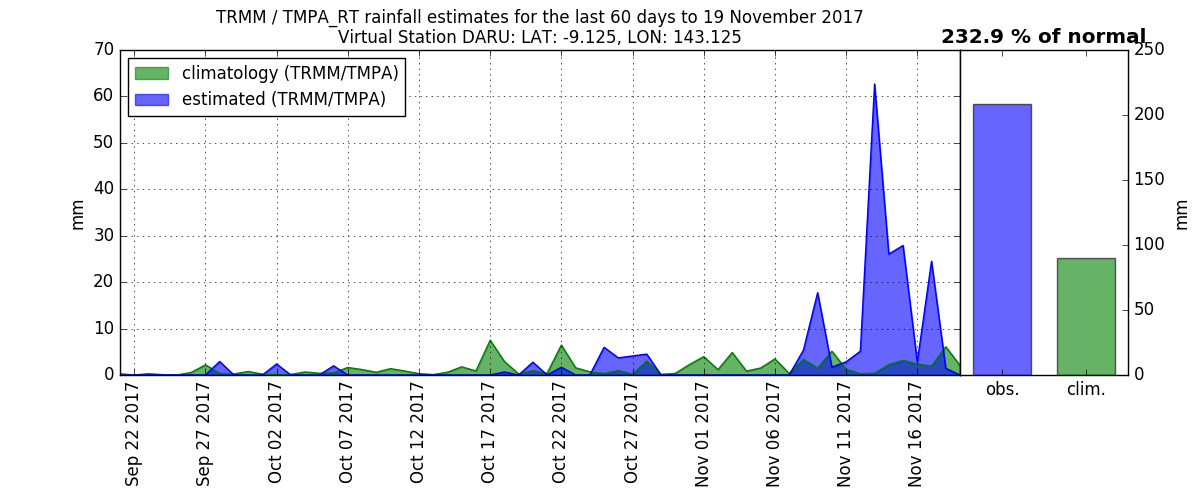 TRMM / TMPA_RT rainfall estimates for the last 60 days to 19 November 2017
Virtual Station DARU: LAT: -9.125, LON: 143.125
232.9 % of normal
climatology (TRMM/TMPA)
estimated (TRMM/TMPA)
mm
70
60
50
40
30
20
10
0
Sep 22 2017
Sep 27 2017
Oct 02 2017
Oct 07 2017
Oct 12 2017
Oct 17 2017
Oct 22 2017
Oct 27 2017
Nov 01 2017
Nov 06 2017
Nov 11 2017
Nov 16 2017
obs.
clim.
250
200
150
100
50
0
mm